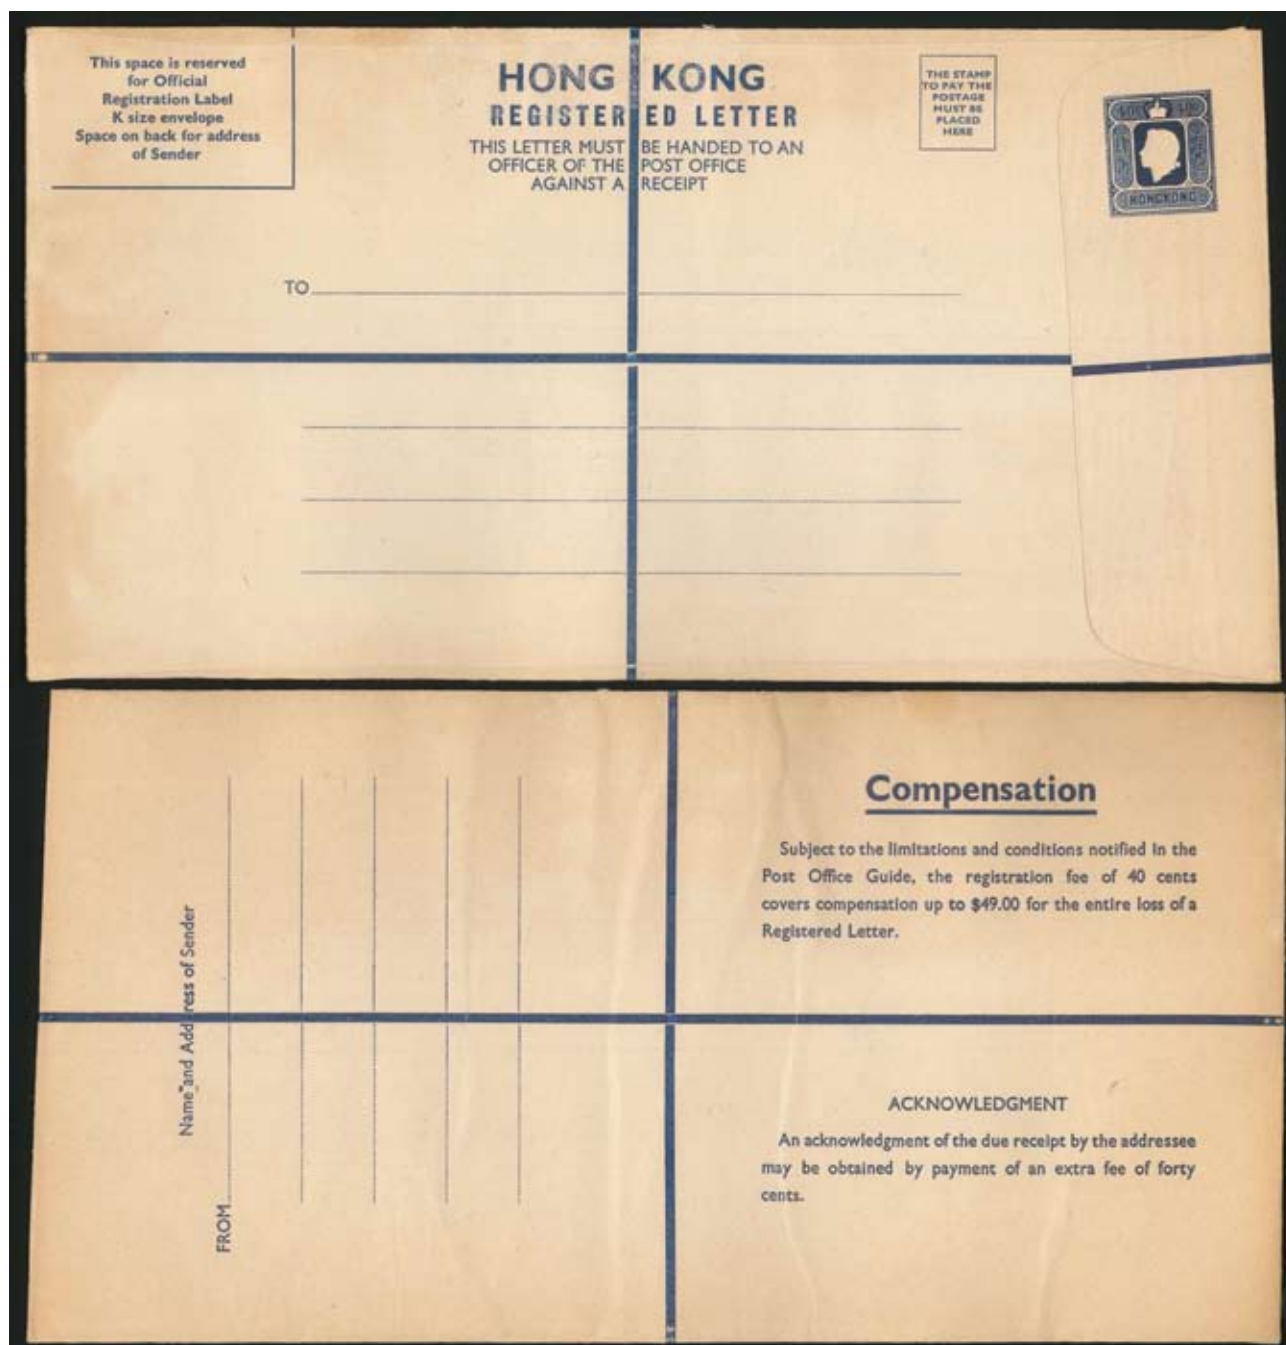 This space is reserved
for Official
Registration Label
K size envelope
Space on back for address
of Sender
HONG KONG
REGISTERED LETTER
THIS LETTER MUST BE HANDED TO AN
OFFICER OF THE POST OFFICE
AGAINST A RECEIPT
THE STAMP
TO PAY THE
POSTAGE
MUST BE
PLACED
HERE
HONGKONG
TO
Compensation
Subject to the limitations and conditions notified in the
Post Office Guide, the registration fee of 40 cents
covers compensation up to $49.00 for the entire loss of a
Registered Letter.
Name and Address of Sender
FROM
ACKNOWLEDGMENT
An acknowledgment of the due receipt by the addressee
may be obtained by payment of an extra fee of forty
cents.